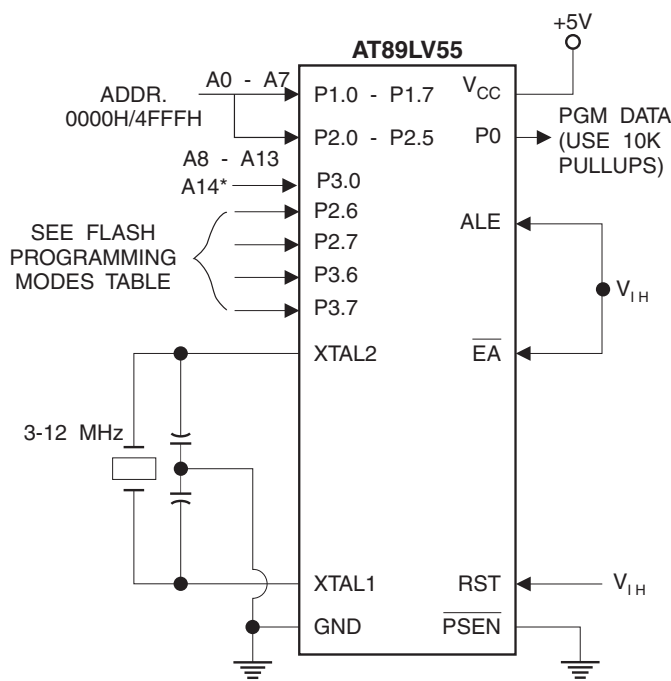 +5V
AT89LV55
A0 - A7
ADDR.
0000H/4FFFH
P1.0 - P1.7
VCC
P2.0 - P2.5
P0
PGM DATA
(USE 10K
PULLUPS)
A8 - A13
A14*
P3.0
SEE FLASH
PROGRAMMING
MODES TABLE
P2.6
P2.7
P3.6
P3.7
ALE
VIH
XTAL2
EA
3-12 MHz
XTAL1
RST
VIH
GND
PSEN